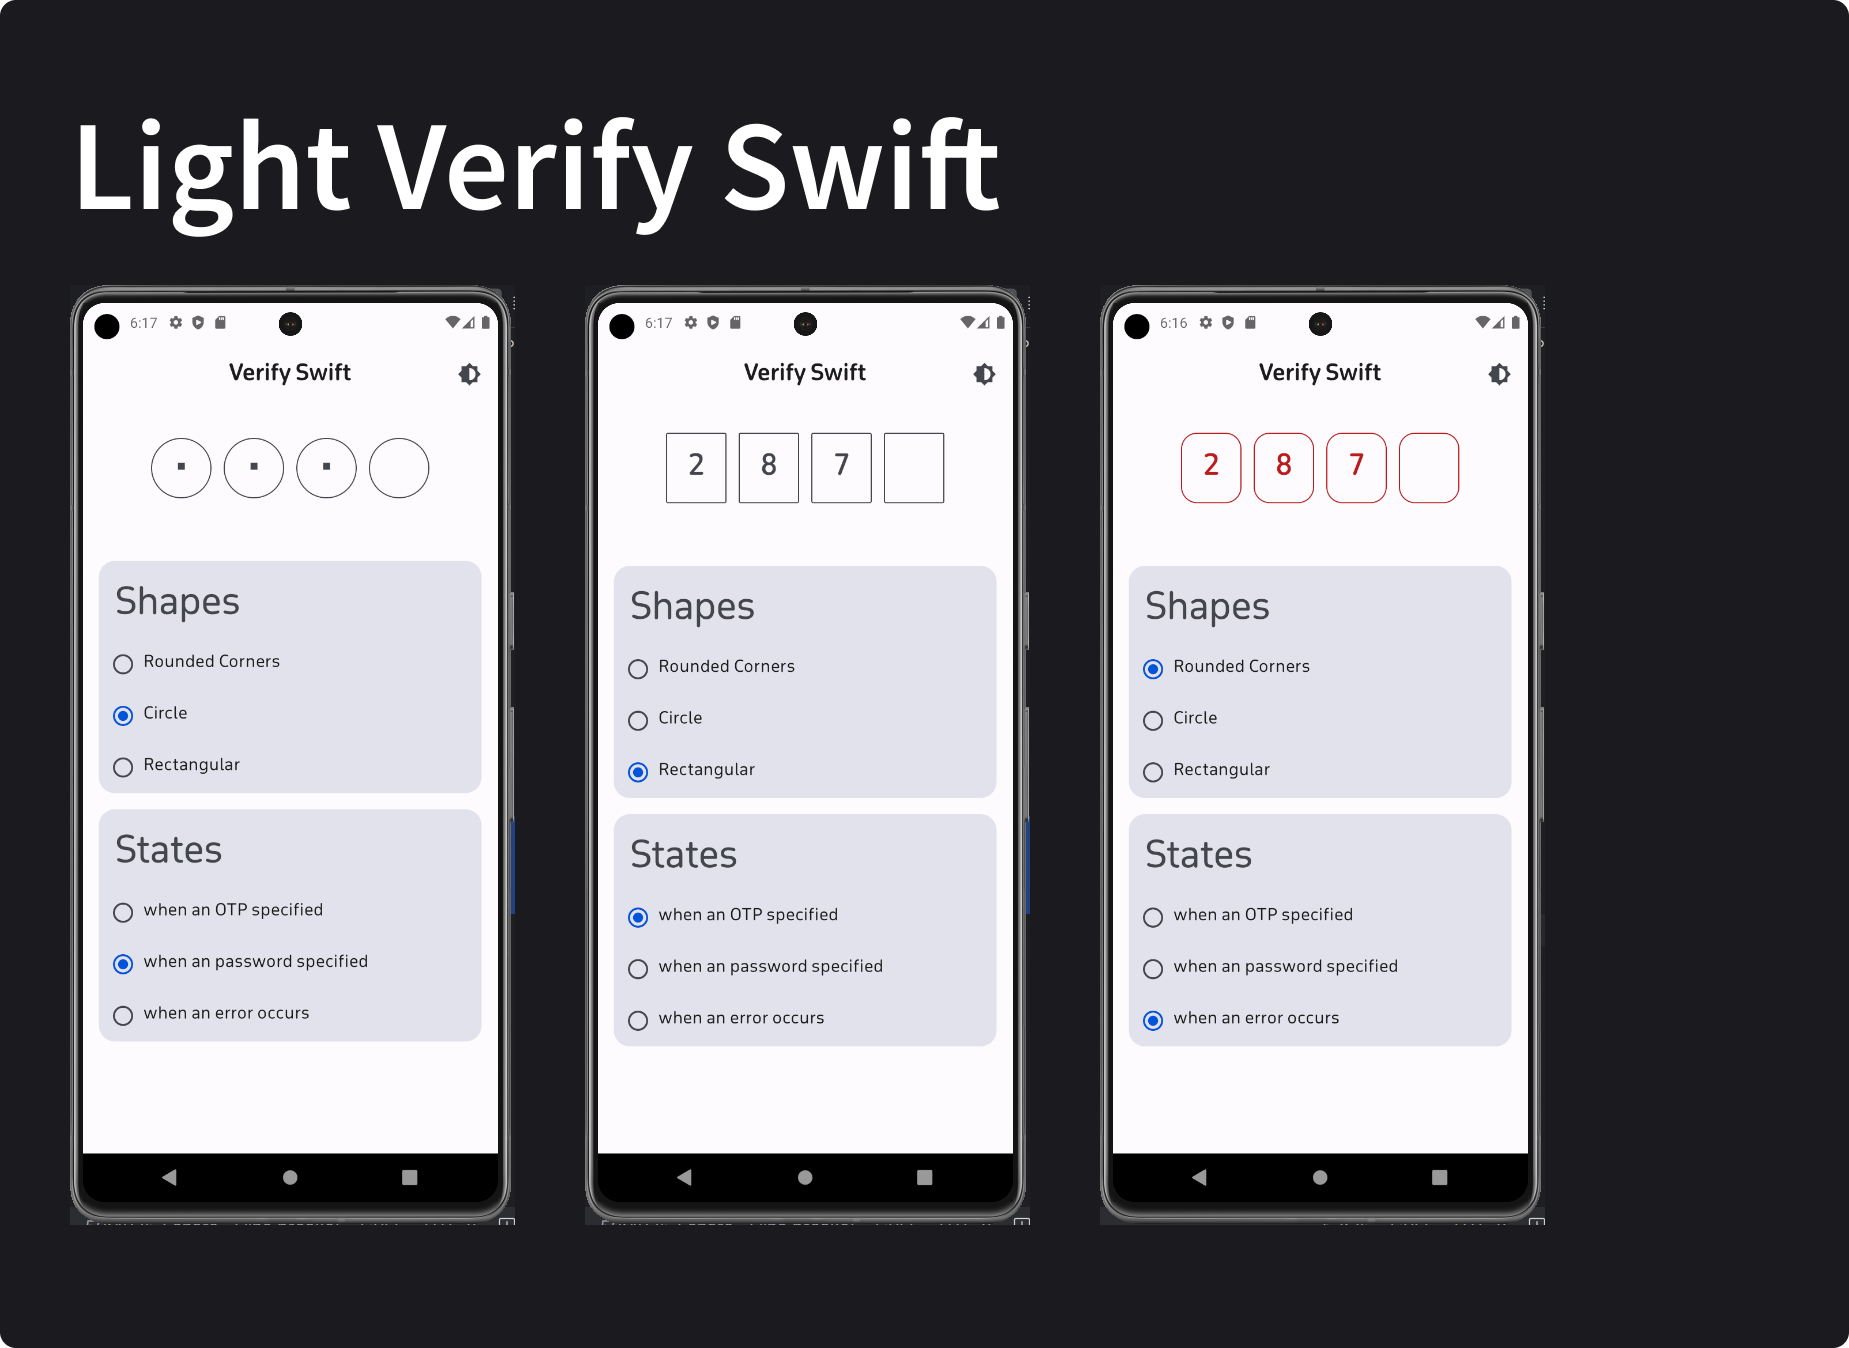 Light Verify Swift
6:17
Verify Swift
Shapes
Rounded Corners
Circle
Rectangular
States
when an OTP specified
when an password specified
when an error occurs
6:17
Verify Swift
2 8 7
Shapes
Rounded Corners
Circle
Rectangular
States
when an OTP specified
when an password specified
when an error occurs
6:16
Verify Swift
2 8 7
Shapes
Rounded Corners
Circle
Rectangular
States
when an OTP specified
when an password specified
when an error occurs